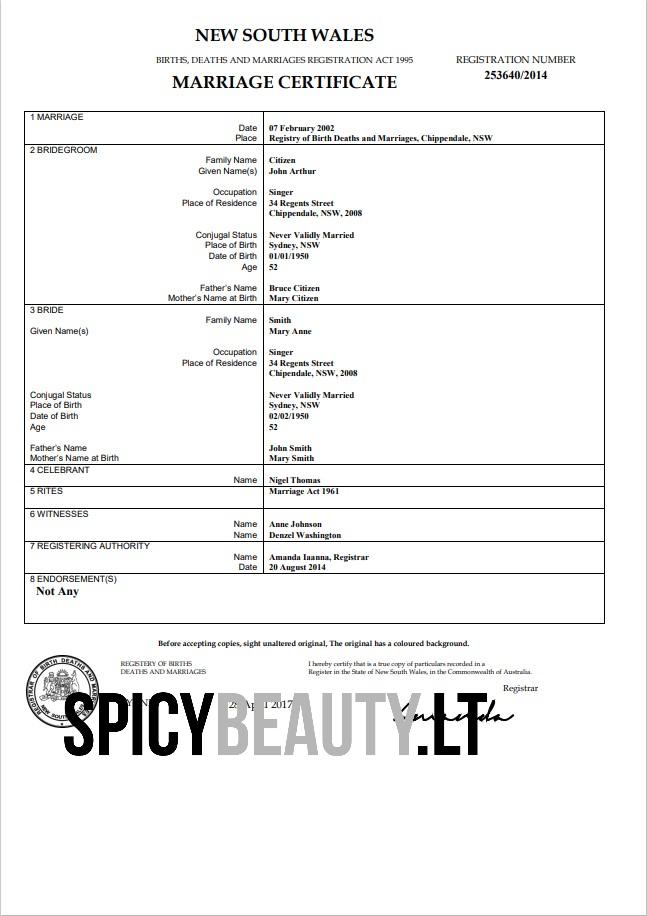 NEW SOUTH WALES
BIRTHS, DEATHS AND MARRIAGES REGISTRATION ACT 1995
REGISTRATION NUMBER
253640/2014
MARRIAGE CERTIFICATE
1 MARRIAGE
Date 07 February 2002
Place Registry of Birth Deaths and Marriages, Chippendale, NSW
2 BRIDEGROOM
Family Name Citizen
Given Name(s) John Arthur
Occupation Singer
Place of Residence 34 Regents Street
Chippendale, NSW, 2008
Conjugal Status Never Validly Married
Place of Birth Sydney, NSW
Date of Birth 01/01/1950
Age 52
Father's Name Bruce Citizen
Mother's Name at Birth Mary Citizen
3 BRIDE
Family Name Smith
Given Name(s) Mary Anne
Occupation Singer
Place of Residence 34 Regents Street
Chipendale, NSW, 2008
Conjugal Status Never Validly Married
Place of Birth Sydney, NSW
Date of Birth 02/02/1950
Age 52
Father's Name John Smith
Mother's Name at Birth Mary Smith
4 CELEBRANT
Name Nigel Thomas
5 RITES Marriage Act 1961
6 WITNESSES
Name Anne Johnson
Name Denzel Washington
7 REGISTERING AUTHORITY
Name Amanda Iaanna, Registrar
Date 20 August 2014
8 ENDORSEMENT(S)
Not Any
Before accepting copies, sight unaltered original, The original has a coloured background.
REGISTERY OF BIRTHS
DEATHS AND MARRIAGES
I hereby certify that is a true copy of particulars recorded in a
Register in the State of New South Wales, in the Commonwealth of Australia.
Registrar
REGISTRAR OF BIRTH DEATHS AND
NEW SOUTH
April 2017
SPICYBEAUTY.LT